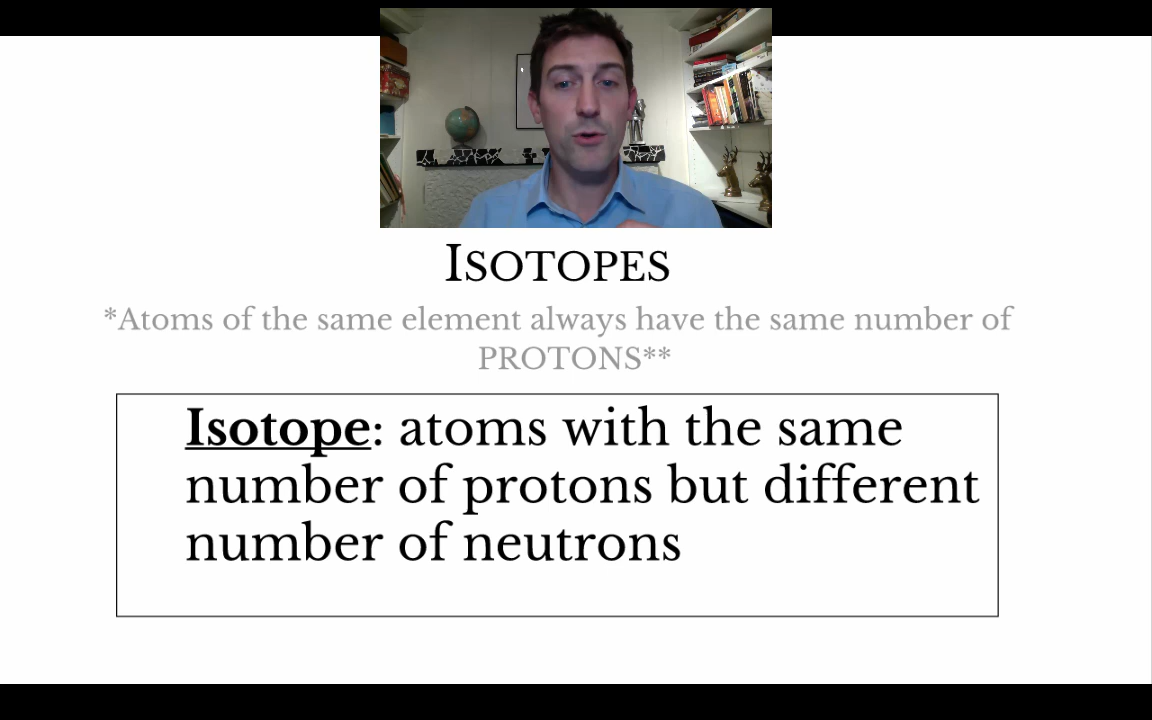 ISOTOPES
*Atoms of the same element always have the same number of
PROTONS**
Isotope: atoms with the same
number of protons but different
number of neutrons